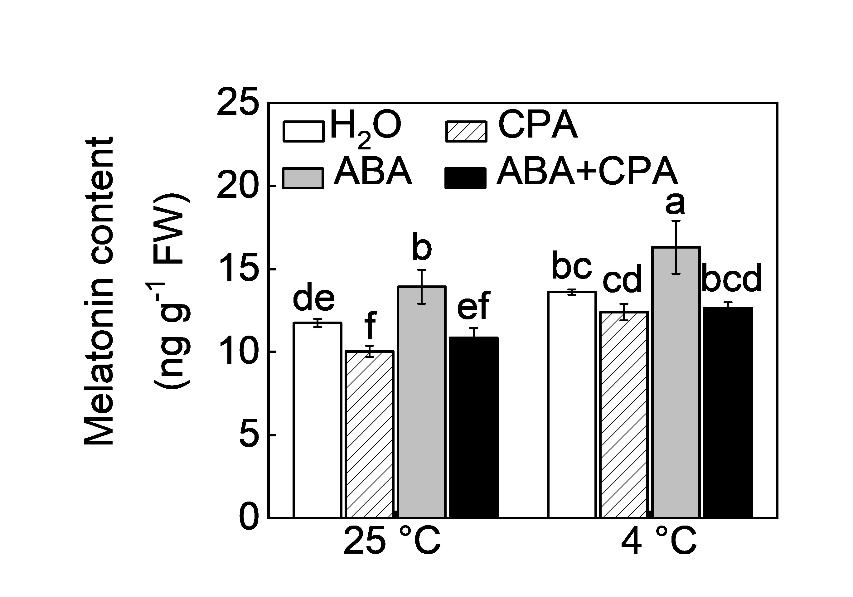 Melatonin content
(ng g⁻¹ FW)
25
20
15
10
5
0
H₂O
CPA
ABA
ABA+CPA
de
f
b
ef
bc
cd
a
bcd
25 °C
4 °C